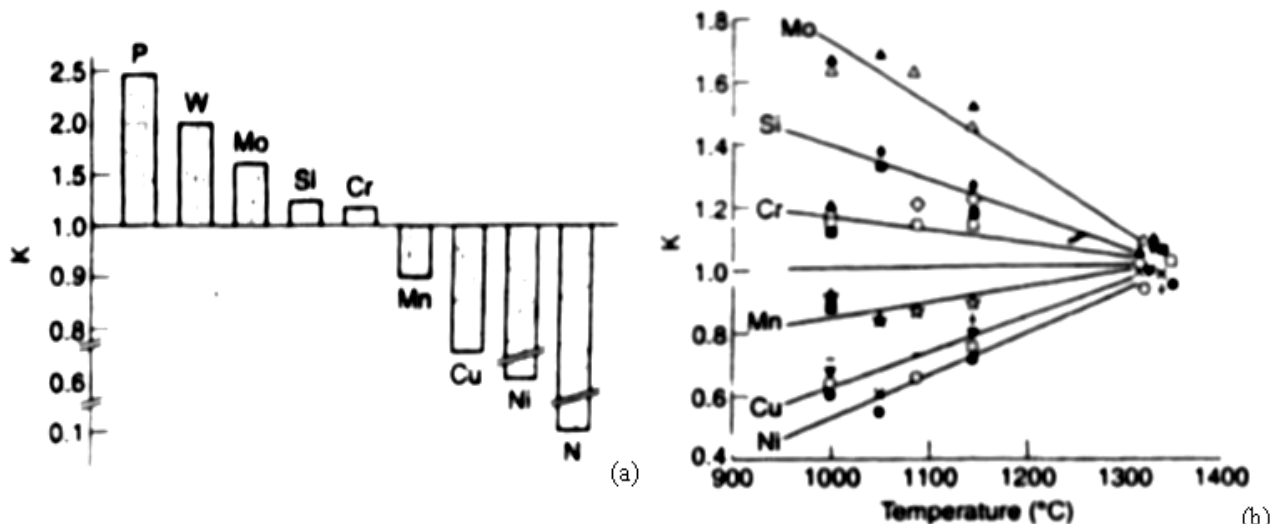 P
W
Mo
Si
Cr
Mn
Cu
Ni
N
2.5
2.0
1.5
1.0
0.9
0.8
0.6
0.1
K
(a)
1.8
1.6
1.4
1.2
1.0
0.8
0.6
0.4
K
Mo
Si
Cr
Mn
Cu
Ni
900 1000 1100 1200 1300 1400
Temperature (°C)
(b)